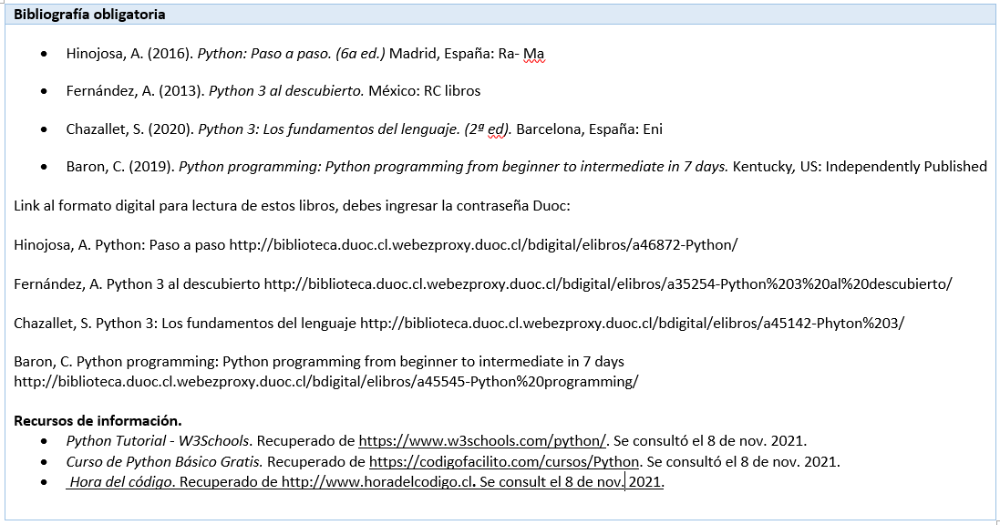 Bibliografía obligatoria
• Hinojosa, A. (2016). Python: Paso a paso. (6a ed.) Madrid, España: Ra- Ma
• Fernández, A. (2013). Python 3 al descubierto. México: RC libros
• Chazallet, S. (2020). Python 3: Los fundamentos del lenguaje. (2ª ed). Barcelona, España: Eni
• Baron, C. (2019). Python programming: Python programming from beginner to intermediate in 7 days. Kentucky, US: Independently Published
Link al formato digital para lectura de estos libros, debes ingresar la contraseña Duoc:
Hinojosa, A. Python: Paso a paso http://biblioteca.duoc.cl.webezproxy.duoc.cl/bdigital/elibros/a46872-Python/
Fernández, A. Python 3 al descubierto http://biblioteca.duoc.cl.webezproxy.duoc.cl/bdigital/elibros/a35254-Python%203%20al%20descubierto/
Chazallet, S. Python 3: Los fundamentos del lenguaje http://biblioteca.duoc.cl.webezproxy.duoc.cl/bdigital/elibros/a45142-Phyton%203/
Baron, C. Python programming: Python programming from beginner to intermediate in 7 days
http://biblioteca.duoc.cl.webezproxy.duoc.cl/bdigital/elibros/a45545-Python%20programming/
Recursos de información.
• Python Tutorial - W3Schools. Recuperado de https://www.w3schools.com/python/. Se consultó el 8 de nov. 2021.
• Curso de Python Básico Gratis. Recuperado de https://codigofacilito.com/cursos/Python. Se consultó el 8 de nov. 2021.
• Hora del código. Recuperado de http://www.horadelcodigo.cl. Se consult el 8 de nov. 2021.